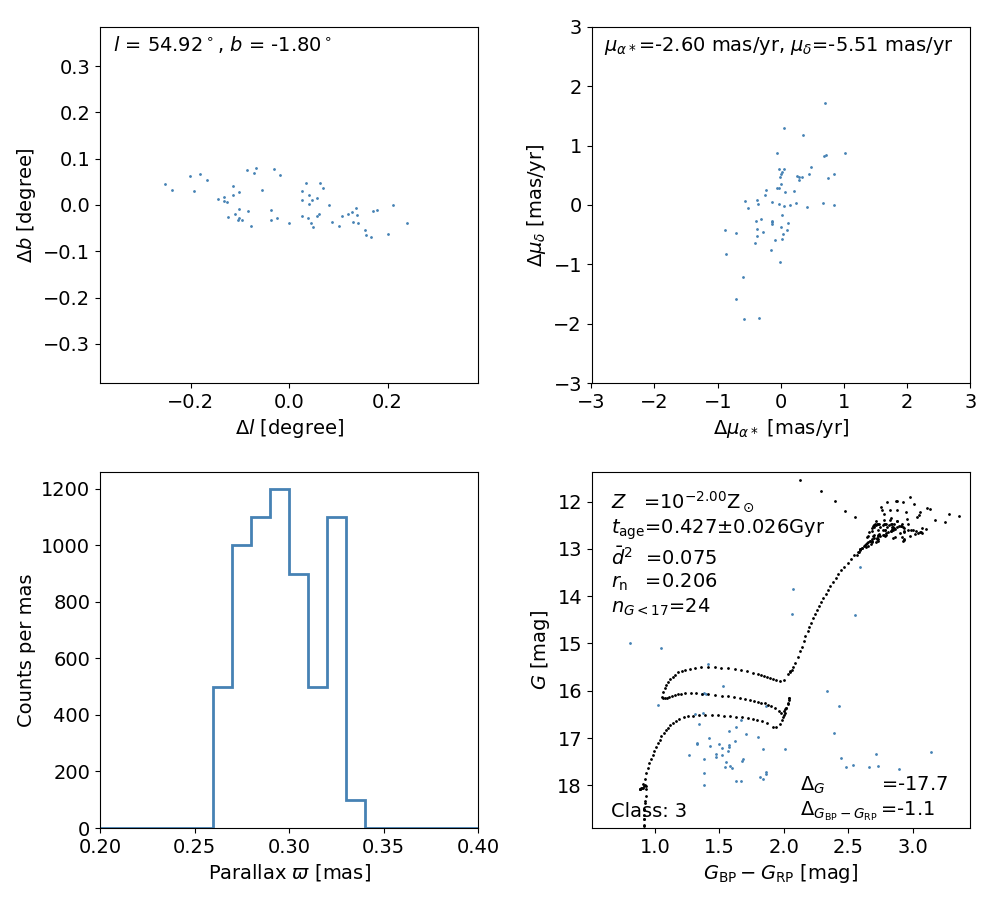 l = 54.92°, b = -1.80°
0.3
0.2
0.1
0.0
−0.1
−0.2
−0.3
−0.2 0.0 0.2
Δb [degree]
Δl [degree]
μα*=-2.60 mas/yr, μδ=-5.51 mas/yr
3
2
1
0
−1
−2
−3
−3 −2 −1 0 1 2 3
Δμδ [mas/yr]
Δμα* [mas/yr]
1200
1000
800
600
400
200
0
0.20 0.25 0.30 0.35 0.40
Counts per mas
Parallax ϖ [mas]
Z =10^−2.00 Z⊙
t_age=0.427±0.026Gyr
d̄² =0.075
r_n =0.206
n_G<17=24
12
13
14
15
16
17
18
Δ_G =-17.7
Δ_G_BP−G_RP =-1.1
Class: 3
1.0 1.5 2.0 2.5 3.0
G [mag]
G_BP − G_RP [mag]